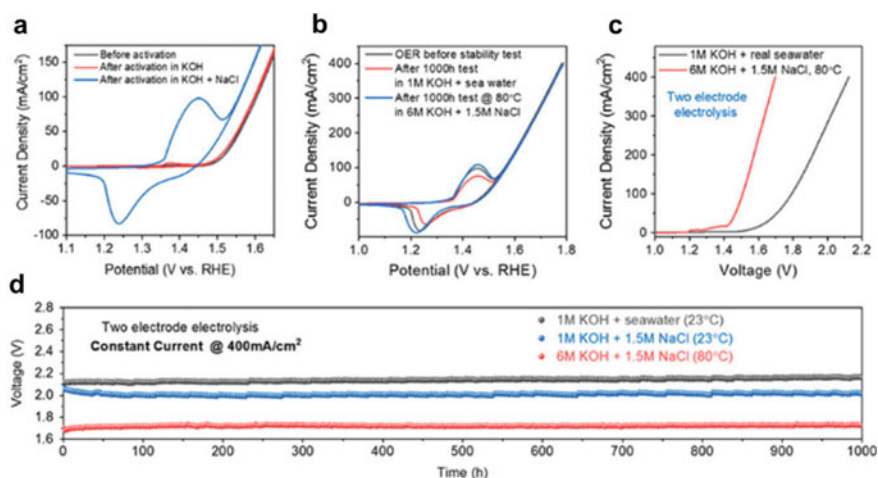 a
Before activation
After activation in KOH
After activation in KOH + NaCl
Current Density (mA/cm²)
150
100
50
0
-50
-100
1.1 1.2 1.3 1.4 1.5 1.6
Potential (V vs. RHE)
b
OER before stability test
After 1000h test
in 1M KOH + sea water
After 1000h test @ 80°C
in 6M KOH + 1.5M NaCl
Current Density (mA/cm²)
400
300
200
100
0
-100
1.0 1.2 1.4 1.6 1.8
Potential (V vs. RHE)
c
1M KOH + real seawater
6M KOH + 1.5M NaCl, 80°C
Two electrode
electrolysis
Current Density (mA/cm²)
400
300
200
100
0
1.0 1.2 1.4 1.6 1.8 2.0 2.2
Voltage (V)
d
Two electrode electrolysis
Constant Current @ 400mA/cm²
1M KOH + seawater (23°C)
1M KOH + 1.5M NaCl (23°C)
6M KOH + 1.5M NaCl (80°C)
Voltage (V)
2.8
2.4
2.0
1.8
1.6
0 100 200 300 400 500 600 700 800 900 1000
Time (h)